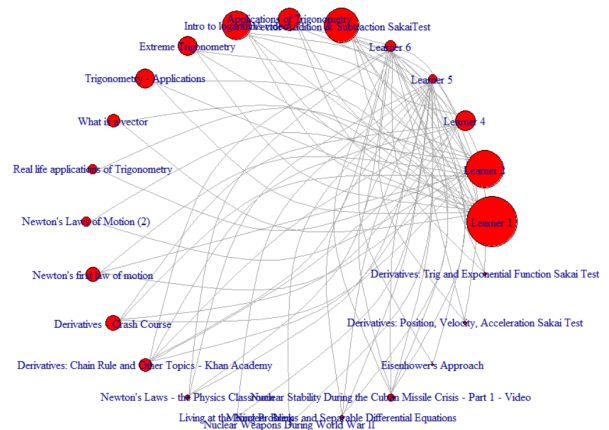 Applications of Trigonometry
Intro to
Addition & Subtraction SakaiTest
Extreme Trigonometry
Learner 6
Trigonometry - Applications
Learner 5
What is a vector
Learner 4
Real life applications of Trigonometry
Learner 2
Newton's Laws of Motion (2)
Learner 1
Newton's first law of motion
Derivatives: Trig and Exponential Function Sakai Test
Derivatives - Crash Course
Derivatives: Position, Velocity, Acceleration Sakai Test
Derivatives: Chain Rule and Other Topics - Khan Academy
Eisenhower's Approach
Newton's Laws - the Physics Classroom
Nuclear Stability During the Cuban Missile Crisis - Part 1 - Video
Living at the
and Separable Differential Equations
Nuclear Weapons During World War II